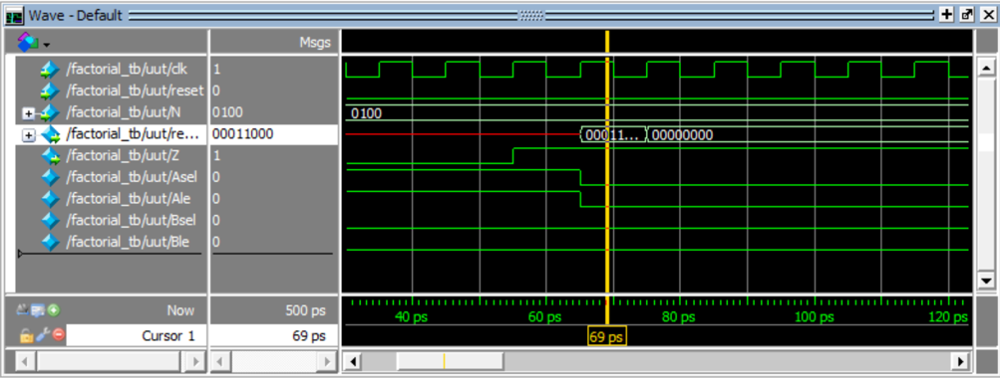 Wave - Default
Msgs
/factorial_tb/uut/clk 1
/factorial_tb/uut/reset 0
/factorial_tb/uut/N 0100 0100
/factorial_tb/uut/re... 00011000 00011... 00000000
/factorial_tb/uut/Z 1
/factorial_tb/uut/Asel 0
/factorial_tb/uut/Ale 0
/factorial_tb/uut/Bsel 0
/factorial_tb/uut/Ble 0
Now 500 ps 40 ps 60 ps 80 ps 100 ps 120 ps
Cursor 1 69 ps 69 ps